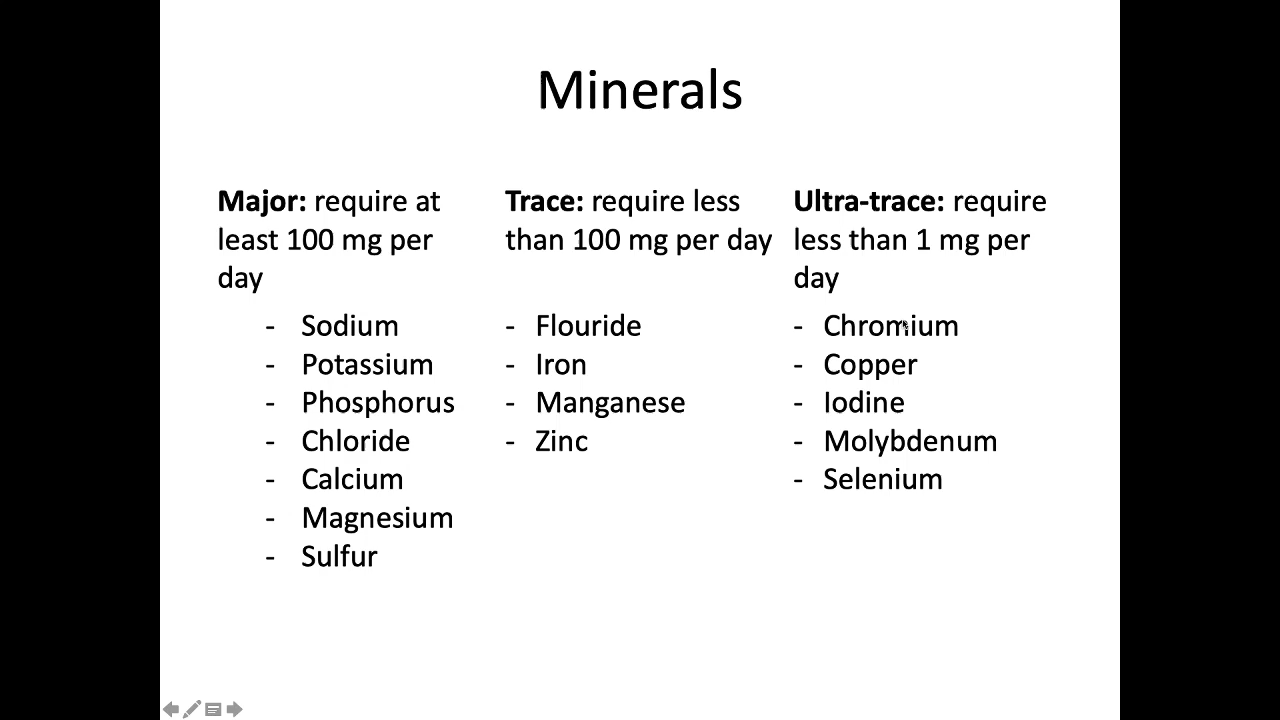 Minerals
Major: require at
least 100 mg per
day
- Sodium
- Potassium
- Phosphorus
- Chloride
- Calcium
- Magnesium
- Sulfur
Trace: require less
than 100 mg per day
- Flouride
- Iron
- Manganese
- Zinc
Ultra-trace: require
less than 1 mg per
day
- Chromium
- Copper
- Iodine
- Molybdenum
- Selenium